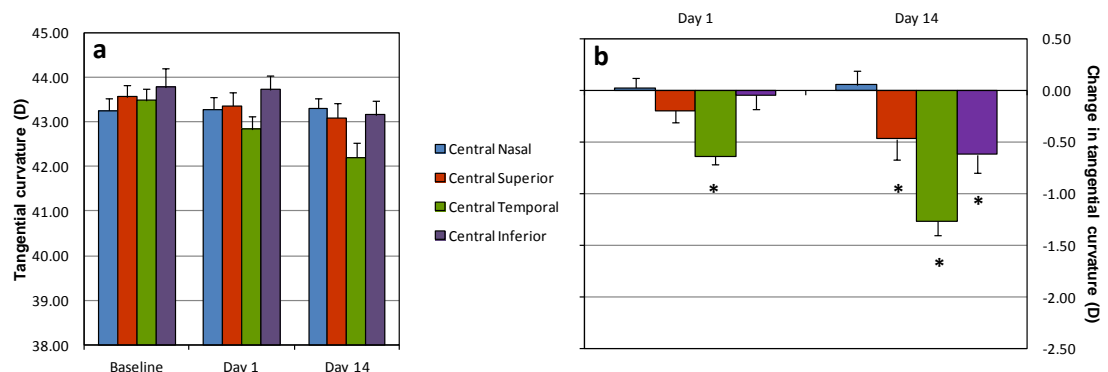 a
Tangential curvature (D)
45.00
44.00
43.00
42.00
41.00
40.00
39.00
38.00
Baseline
Day 1
Day 14
Central Nasal
Central Superior
Central Temporal
Central Inferior
b
Day 1
Day 14
*
*
*
*
0.50
0.00
-0.50
-1.00
-1.50
-2.00
-2.50
Change in tangential
curvature (D)